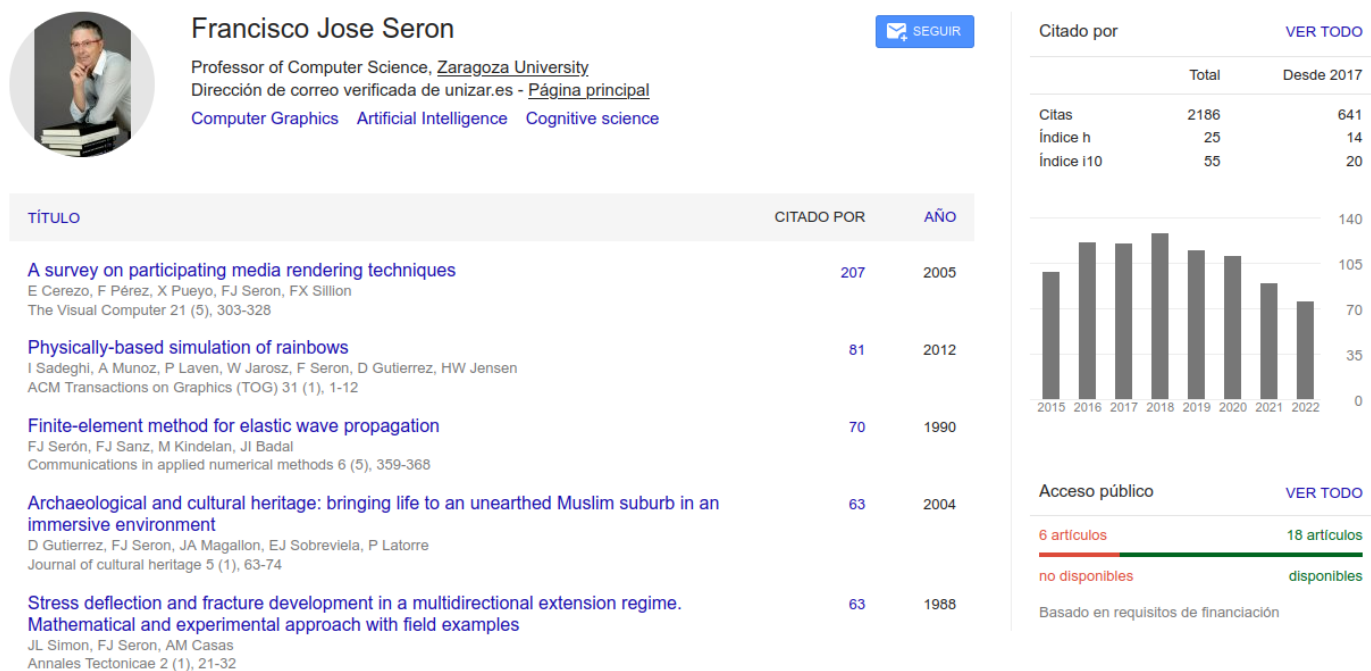 Francisco Jose Seron
SEGUIR
Professor of Computer Science, Zaragoza University
Dirección de correo verificada de unizar.es - Página principal
Computer Graphics Artificial Intelligence Cognitive science
TÍTULO CITADO POR AÑO
A survey on participating media rendering techniques 207 2005
E Cerezo, F Pérez, X Pueyo, FJ Seron, FX Sillion
The Visual Computer 21 (5), 303-328
Physically-based simulation of rainbows 81 2012
I Sadeghi, A Munoz, P Laven, W Jarosz, F Seron, D Gutierrez, HW Jensen
ACM Transactions on Graphics (TOG) 31 (1), 1-12
Finite-element method for elastic wave propagation 70 1990
FJ Serón, FJ Sanz, M Kindelan, JI Badal
Communications in applied numerical methods 6 (5), 359-368
Archaeological and cultural heritage: bringing life to an unearthed Muslim suburb in an 63 2004
immersive environment
D Gutierrez, FJ Seron, JA Magallon, EJ Sobreviela, P Latorre
Journal of cultural heritage 5 (1), 63-74
Stress deflection and fracture development in a multidirectional extension regime. 63 1988
Mathematical and experimental approach with field examples
JL Simon, FJ Seron, AM Casas
Annales Tectonicae 2 (1), 21-32
Citado por VER TODO
Total Desde 2017
Citas 2186 641
Índice h 25 14
Índice i10 55 20
140
105
70
35
0
2015 2016 2017 2018 2019 2020 2021 2022
Acceso público VER TODO
6 artículos 18 artículos
no disponibles disponibles
Basado en requisitos de financiación